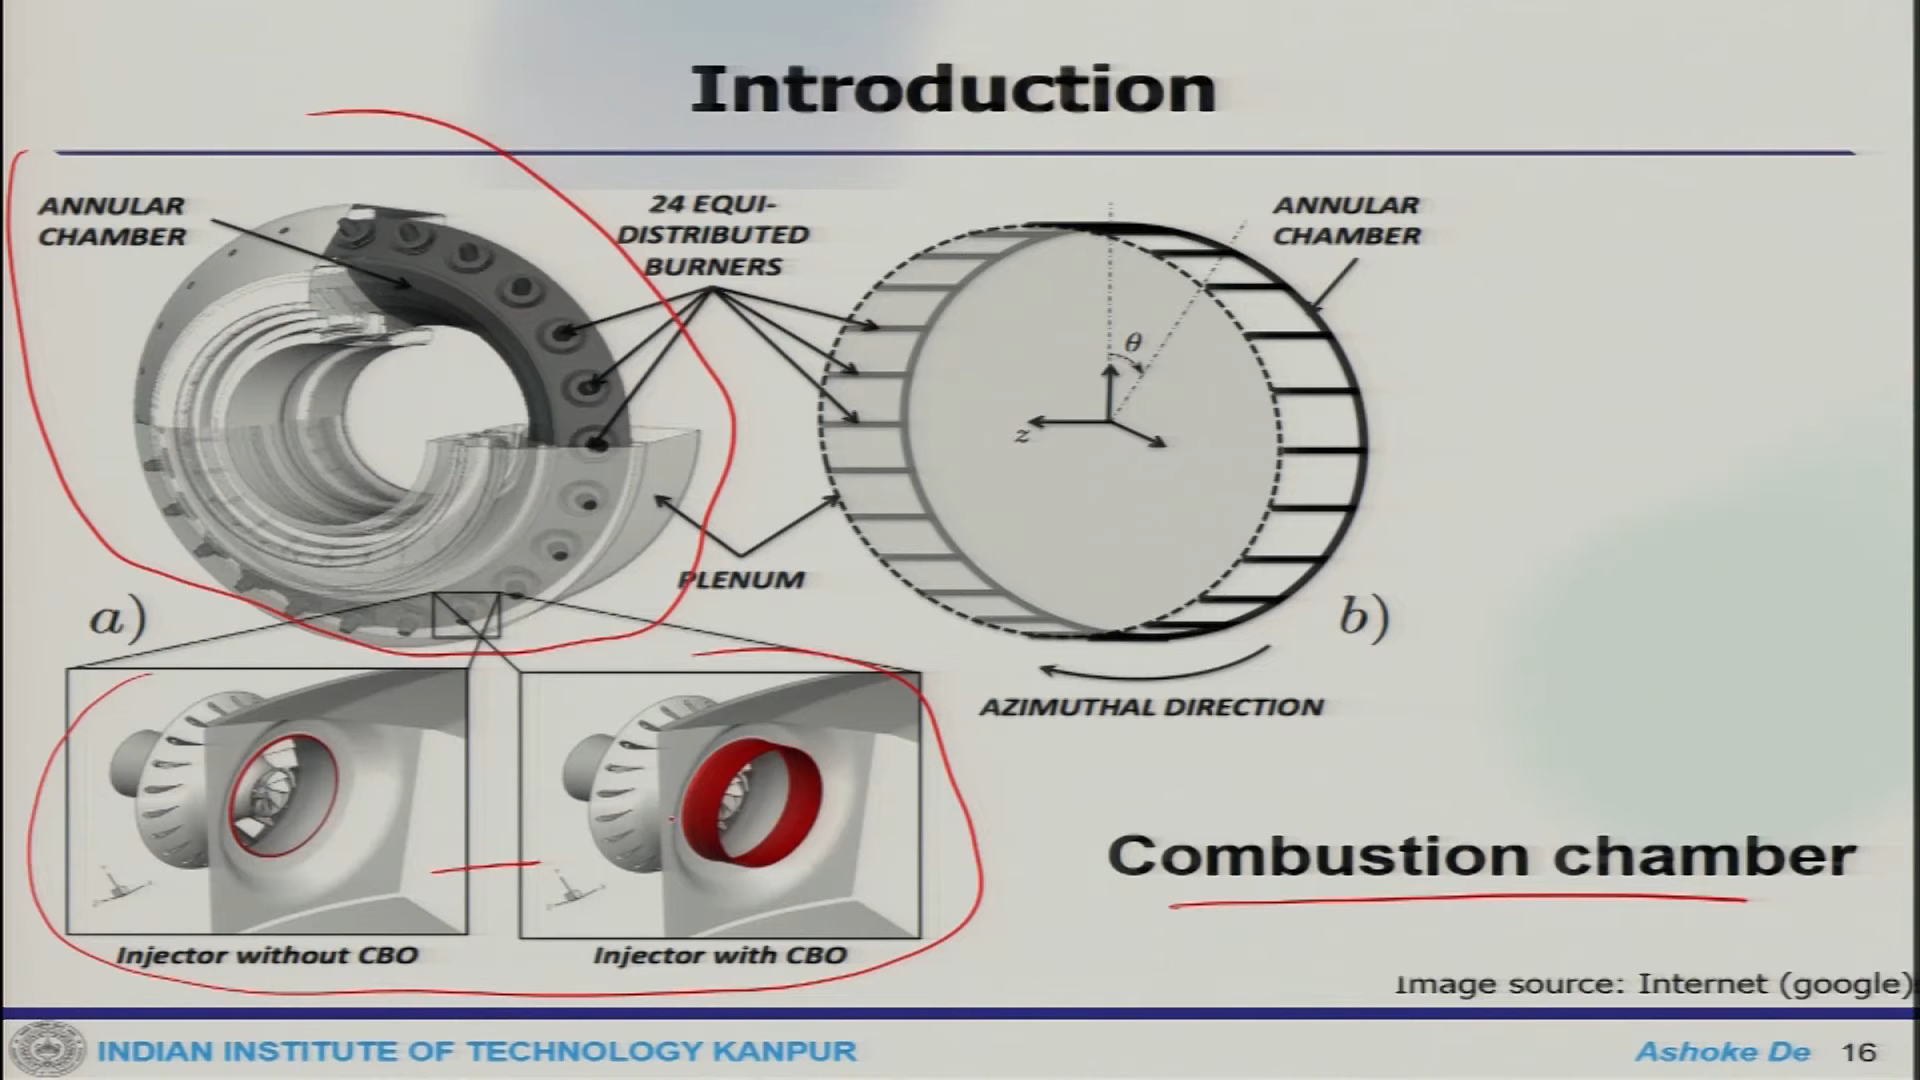 Introduction
ANNULAR
CHAMBER
24 EQUI-
DISTRIBUTED
BURNERS
ANNULAR
CHAMBER
θ
z
PLENUM
a)
b)
AZIMUTHAL DIRECTION
Combustion chamber
Injector without CBO
Injector with CBO
Image source: Internet (google)
INDIAN INSTITUTE OF TECHNOLOGY KANPUR
Ashoke De 16